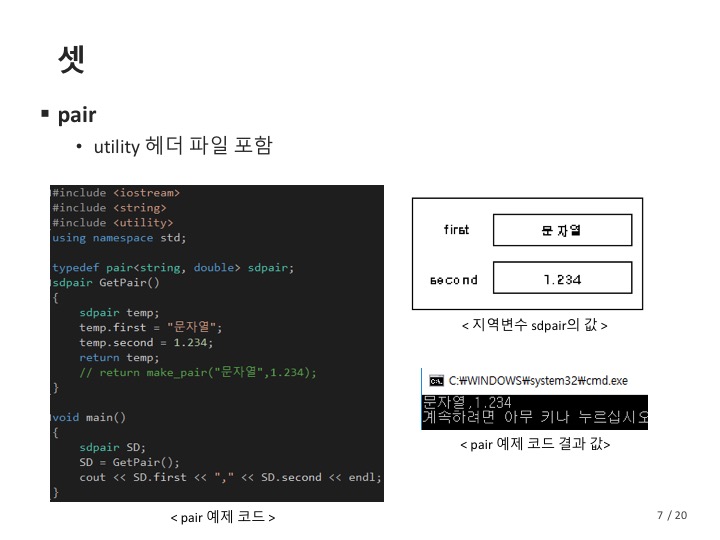 셋
▪ pair
• utility 헤더 파일 포함
#include <iostream>
#include <string>
#include <utility>
using namespace std;
typedef pair<string, double> sdpair;
sdpair GetPair()
{
sdpair temp;
temp.first = "문자열";
temp.second = 1.234;
return temp;
// return make_pair("문자열",1.234);
}
void main()
{
sdpair SD;
SD = GetPair();
cout << SD.first << "," << SD.second << endl;
}
< pair 예제 코드 >
first 문자열
second 1.234
< 지역변수 sdpair의 값 >
C:₩WINDOWS₩system32₩cmd.exe
문자열,1.234
계속하려면 아무 키나 누르십시오
< pair 예제 코드 결과 값>
7 / 20